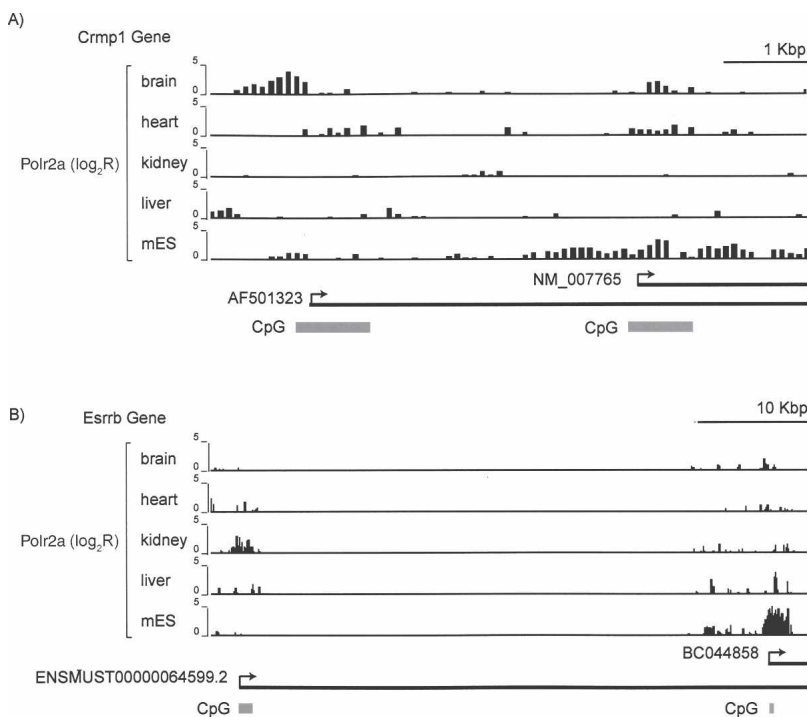 A)
Crmp1 Gene
1 Kbp
Polr2a (log2R)
brain
5
0
heart
5
0
kidney
5
0
liver
5
0
mES
5
0
NM_007765
AF501323
CpG
CpG
B)
Esrrb Gene
10 Kbp
Polr2a (log2R)
brain
5
0
heart
5
0
kidney
5
0
liver
5
0
mES
5
0
BC044858
ENSMUST00000064599.2
CpG
CpG